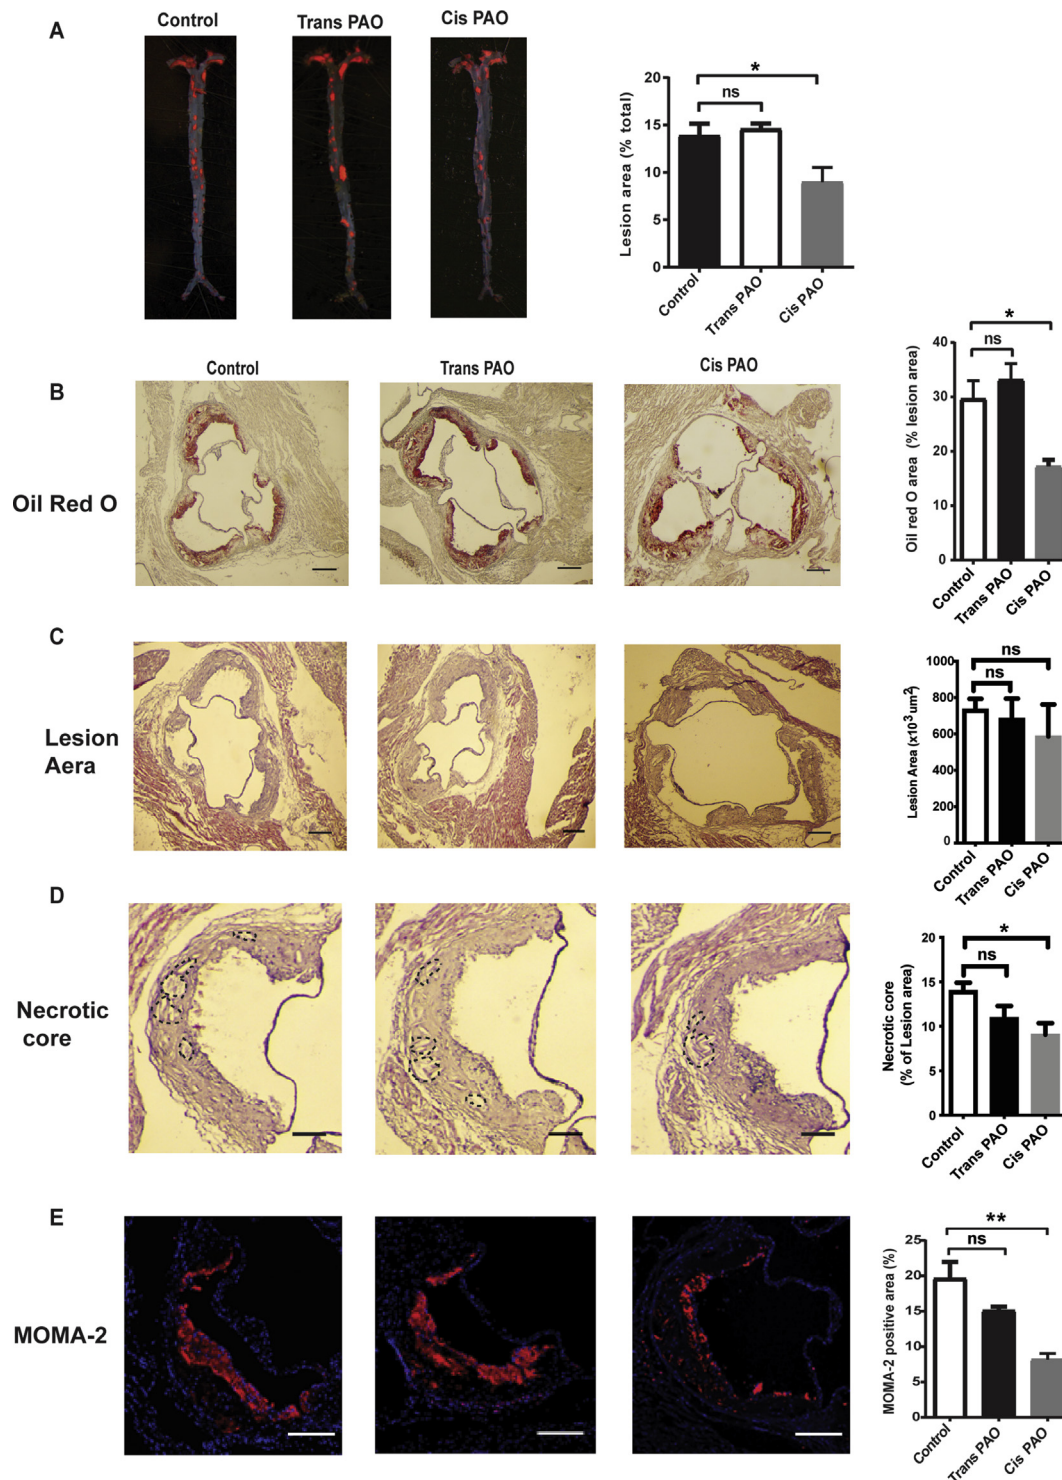 A
Control
Trans PAO
Cis PAO
Lesion area (% total)
20
15
10
5
0
*
ns
Control
Trans PAO
Cis PAO
B
Control
Trans PAO
Cis PAO
Oil Red O
Oil red O area (% lesion area)
40
30
20
10
0
*
ns
Control
Trans PAO
Cis PAO
C
Lesion
Aera
Lesion Area (x10³ um²)
1000
800
600
400
200
0
ns
ns
Control
Trans PAO
Cis PAO
D
Necrotic
core
Necrotic core
(% of Lesion area)
20
15
10
5
0
*
ns
Control
Trans PAO
Cis PAO
E
MOMA-2
MOMA-2 positive area (%)
25
20
15
10
5
0
**
ns
Control
Trans PAO
Cis PAO